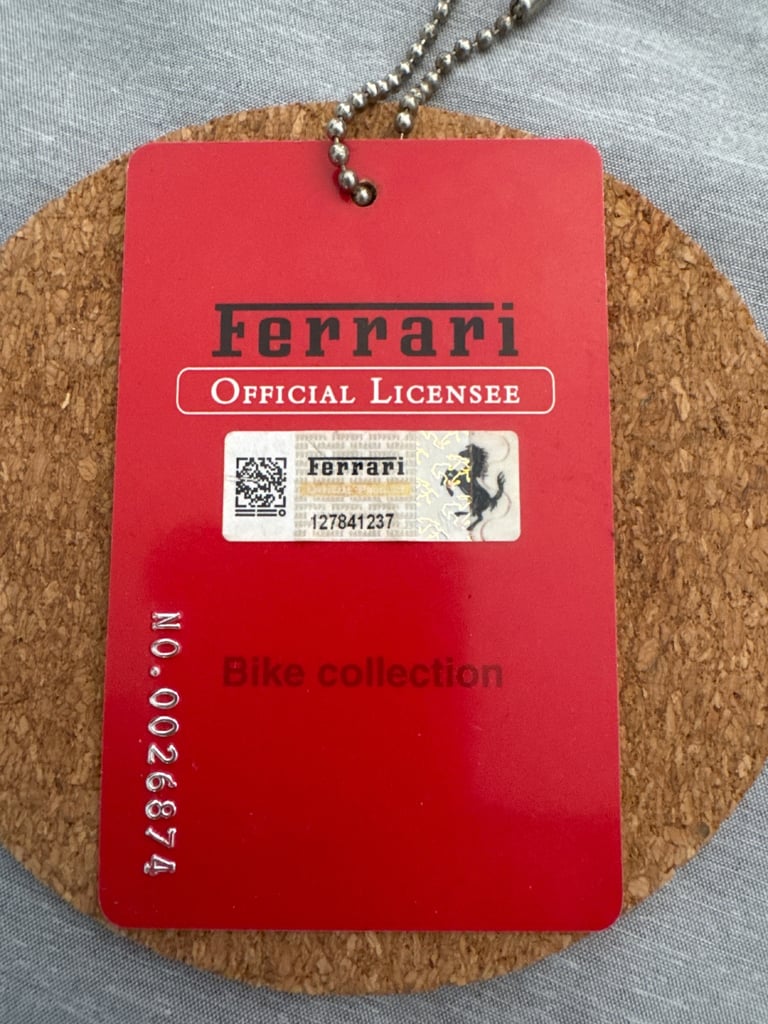 Ferrari
OFFICIAL LICENSEE
Ferrari
127841237
Bike collection
NO.0026874